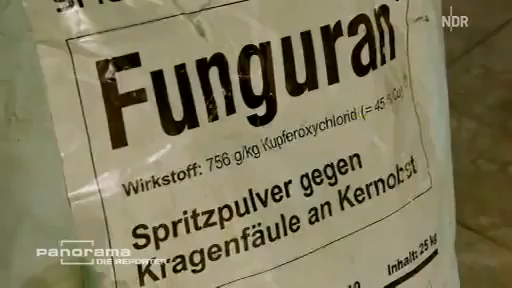 NDR
Funguran
Wirkstoff: 756 g/kg Kupferoxychlorid (= 45 % Cu)
Spritzpulver gegen
Kragenfäule an Kernobst
Inhalt: 25 kg
panorama
DIE REPORTER